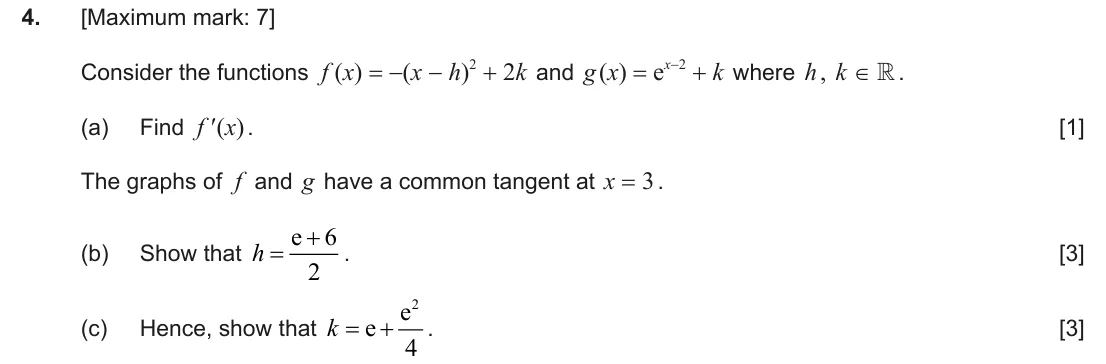 4. [Maximum mark: 7]
Consider the functions f(x) = −(x − h)² + 2k and g(x) = eˣ⁻² + k where h, k ∈ ℝ.
(a) Find f′(x). [1]
The graphs of f and g have a common tangent at x = 3.
(b) Show that h = (e + 6)/2. [3]
(c) Hence, show that k = e + e²/4. [3]